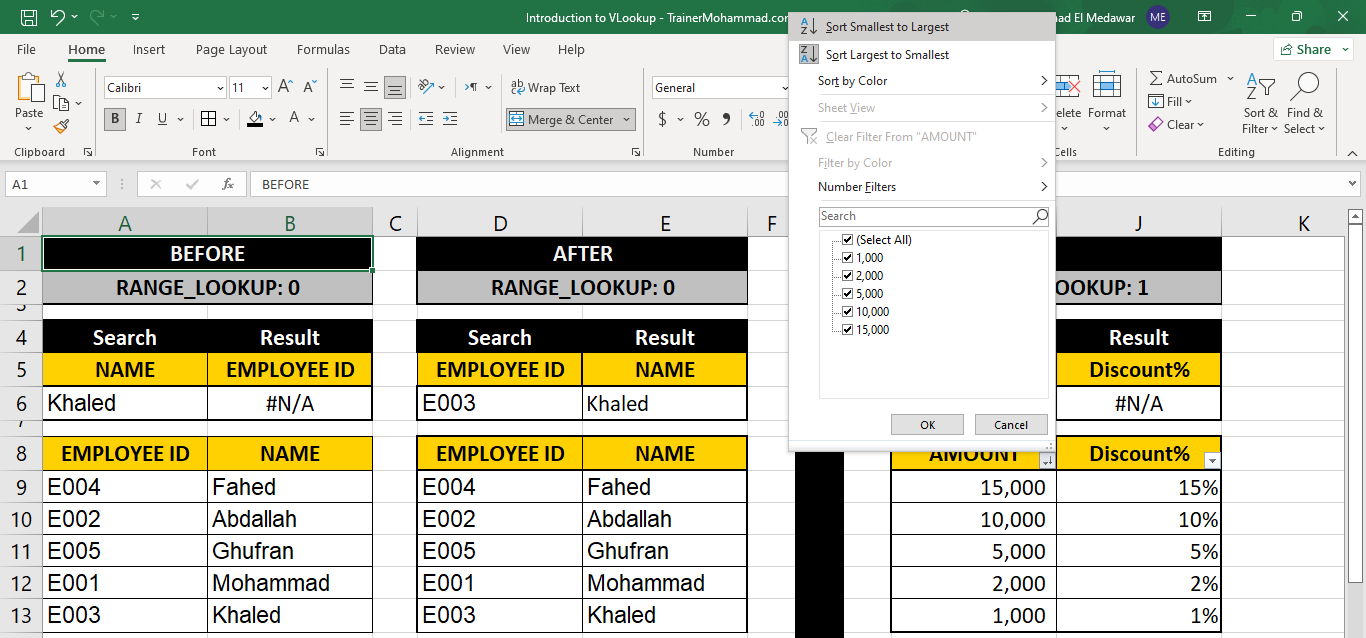 Introduction to VLookup - TrainerMohammad.com
ad El Medawar
ME
File Home Insert Page Layout Formulas Data Review View Help
Share
Paste
Calibri 11
B I U
Wrap Text
Merge & Center
General
$ % 9
Delete Format
AutoSum
Fill
Clear
Sort & Filter
Find & Select
Clipboard Font Alignment Number Cells Editing
A1 fx BEFORE
Sort Smallest to Largest
Sort Largest to Smallest
Sort by Color
Sheet View
Clear Filter From "AMOUNT"
Filter by Color
Number Filters
Search
(Select All)
1,000
2,000
5,000
10,000
15,000
OK Cancel
A B C D E F J K
1 BEFORE AFTER
2 RANGE_LOOKUP: 0 RANGE_LOOKUP: 0 OOKUP: 1
3
4 Search Result Search Result Result
5 NAME EMPLOYEE ID EMPLOYEE ID NAME Discount%
6 Khaled #N/A E003 Khaled #N/A
7
8 EMPLOYEE ID NAME EMPLOYEE ID NAME AMOUNT Discount%
9 E004 Fahed E004 Fahed 15,000 15%
10 E002 Abdallah E002 Abdallah 10,000 10%
11 E005 Ghufran E005 Ghufran 5,000 5%
12 E001 Mohammad E001 Mohammad 2,000 2%
13 E003 Khaled E003 Khaled 1,000 1%